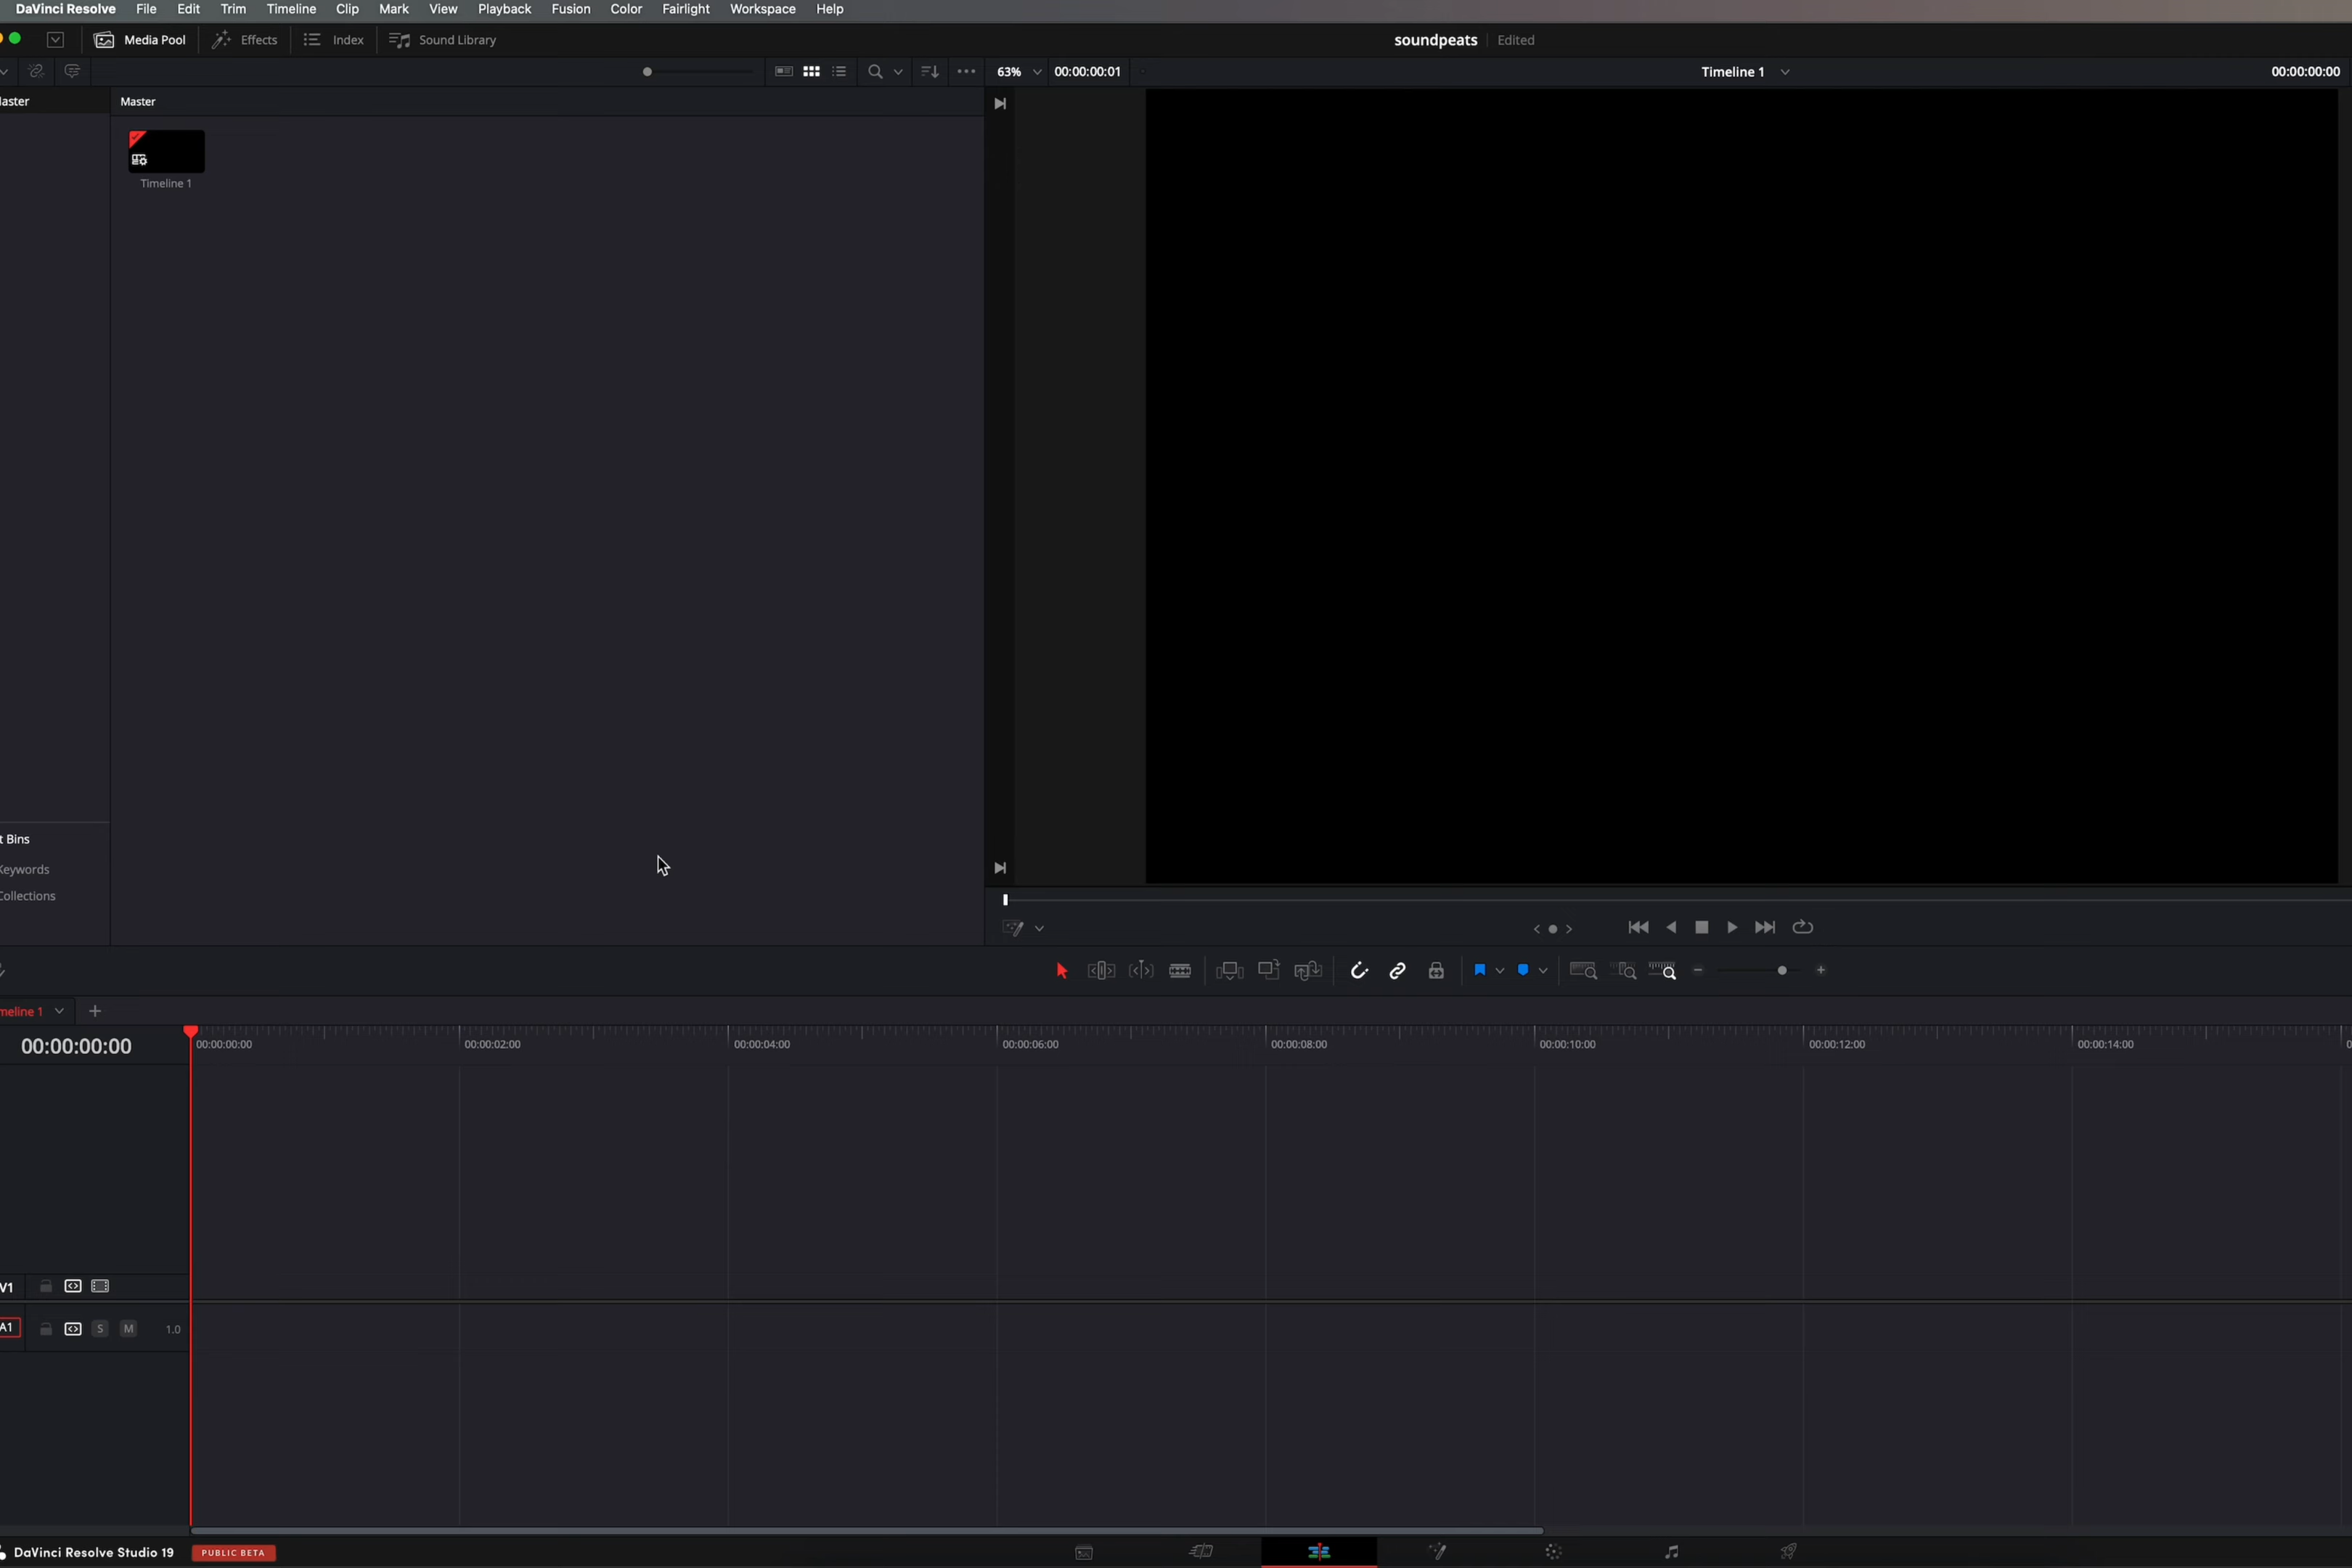 DaVinci Resolve File Edit Trim Timeline Clip Mark View Playback Fusion Color Fairlight Workspace Help
Media Pool Effects Index Sound Library soundpeats Edited
63% 00:00:00:01 Timeline 1 00:00:00:00
aster Master
Timeline 1
t Bins
Keywords
Collections
meline 1
00:00:00:00 00:00:00:00 00:00:02:00 00:00:04:00 00:00:06:00 00:00:08:00 00:00:10:00 00:00:12:00 00:00:14:00 0
V1
A1 S M 1.0
DaVinci Resolve Studio 19 PUBLIC BETA